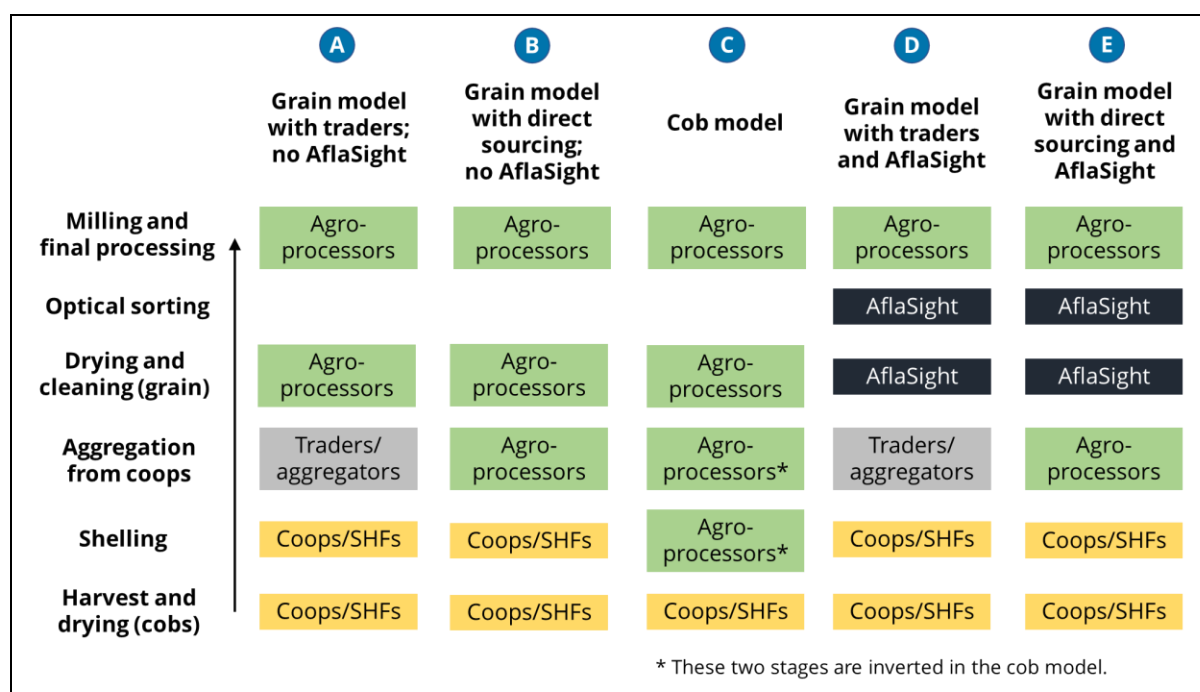 A
B
C
D
E
Grain model
with traders;
no AflaSight
Grain model
with direct
sourcing;
no AflaSight
Cob model
Grain model
with traders
and AflaSight
Grain model
with direct
sourcing and
AflaSight
Milling and
final processing
Agro-
processors
Agro-
processors
Agro-
processors
Agro-
processors
Agro-
processors
Optical sorting
AflaSight
AflaSight
Drying and
cleaning (grain)
Agro-
processors
Agro-
processors
Agro-
processors
AflaSight
AflaSight
Aggregation
from coops
Traders/
aggregators
Agro-
processors
Agro-
processors*
Traders/
aggregators
Agro-
processors
Shelling
Coops/SHFs
Coops/SHFs
Agro-
processors*
Coops/SHFs
Coops/SHFs
Harvest and
drying (cobs)
Coops/SHFs
Coops/SHFs
Coops/SHFs
Coops/SHFs
Coops/SHFs
* These two stages are inverted in the cob model.